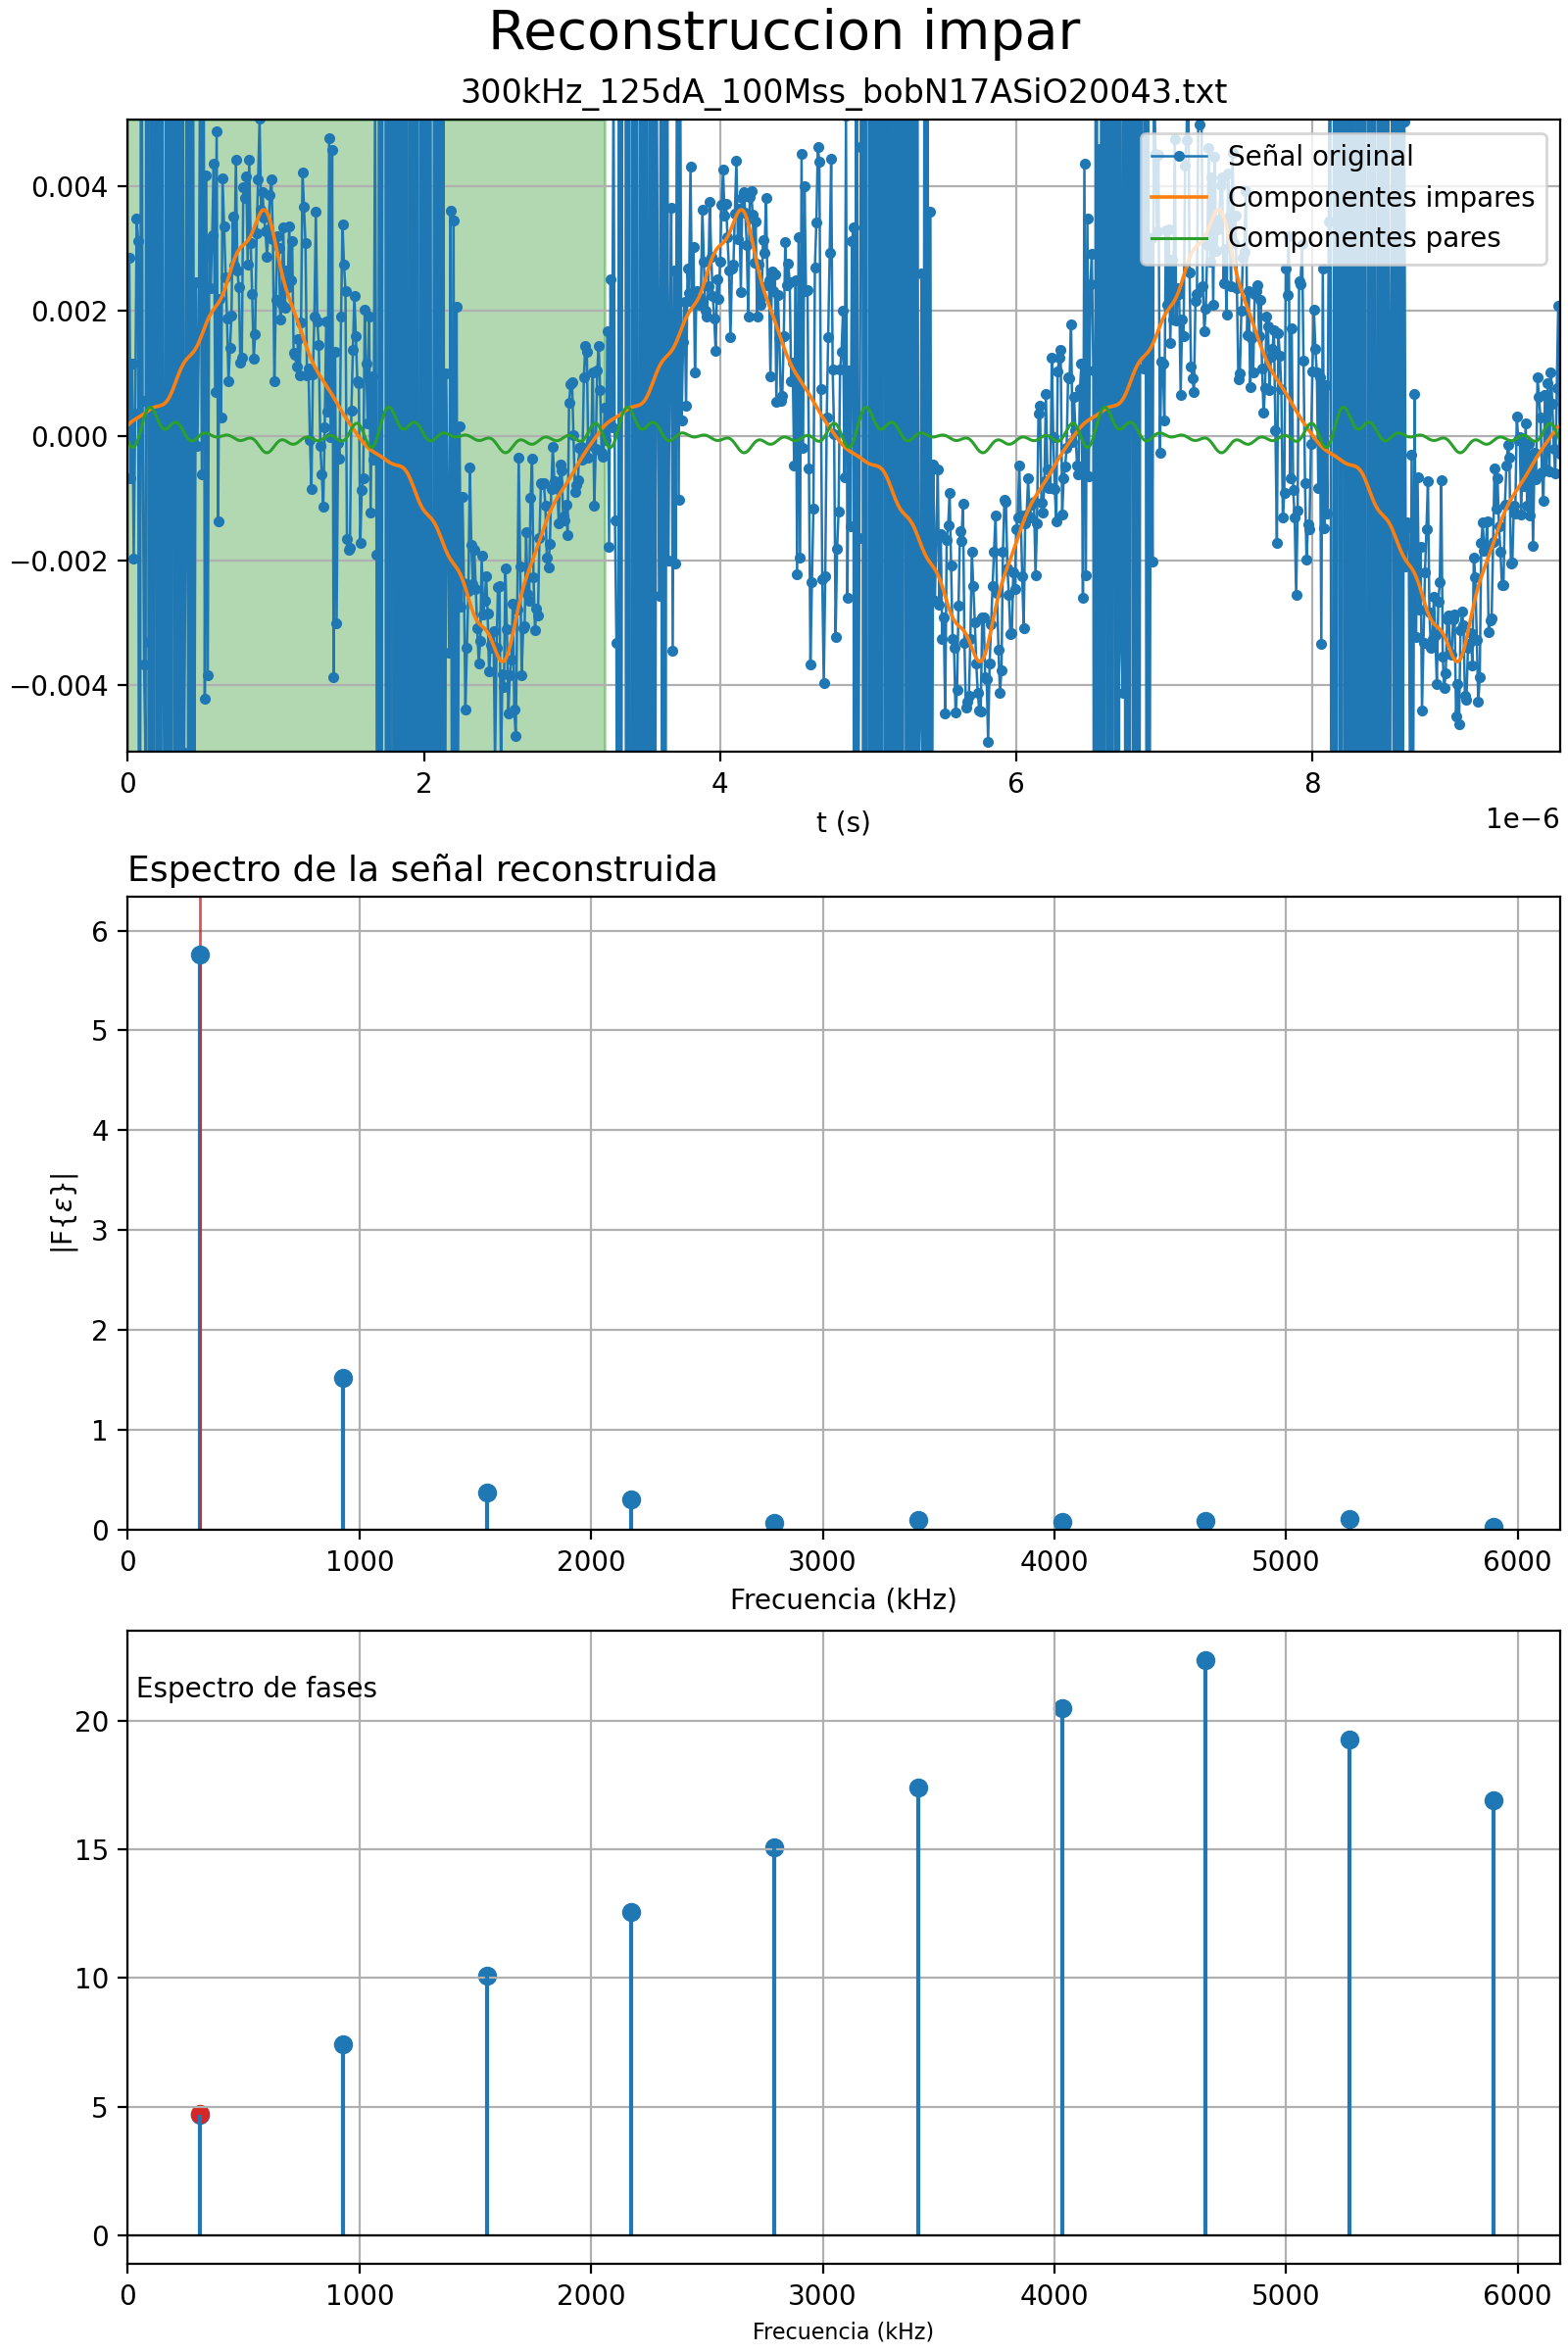 Reconstruccion impar
300kHz_125dA_100Mss_bobN17ASiO20043.txt
Señal original
Componentes impares
Componentes pares
0.004
0.002
0.000
−0.002
−0.004
0 2 4 6 8
t (s)
1e−6
Espectro de la señal reconstruida
6
5
4
3
2
1
0
|F{ε}|
0 1000 2000 3000 4000 5000 6000
Frecuencia (kHz)
Espectro de fases
20
15
10
5
0
0 1000 2000 3000 4000 5000 6000
Frecuencia (kHz)